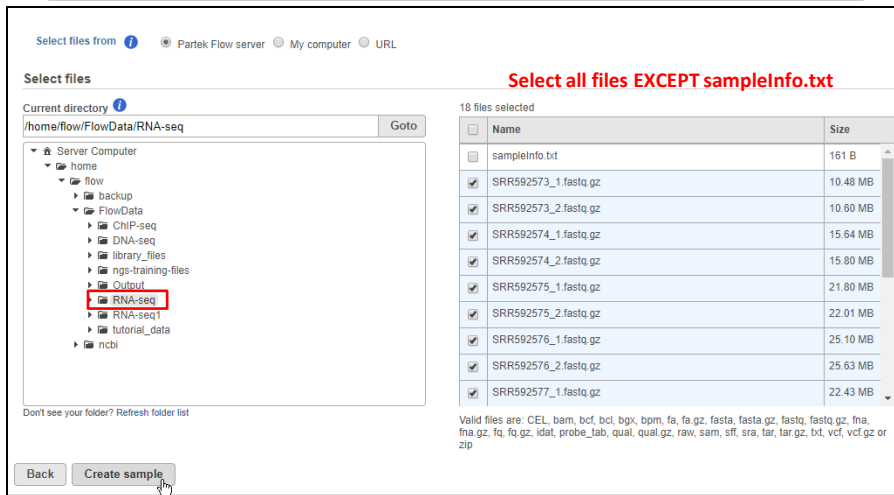 Select files from i Partek Flow server My computer URL
Select files
Select all files EXCEPT sampleInfo.txt
Current directory i
/home/flow/FlowData/RNA-seq Goto
Server Computer
home
flow
backup
FlowData
ChIP-seq
DNA-seq
library_files
ngs-training-files
Output
RNA-seq
RNA-seq1
tutorial_data
ncbi
Don't see your folder? Refresh folder list
18 files selected
Name Size
sampleInfo.txt 161 B
SRR592573_1.fastq.gz 10.48 MB
SRR592573_2.fastq.gz 10.60 MB
SRR592574_1.fastq.gz 15.64 MB
SRR592574_2.fastq.gz 15.80 MB
SRR592575_1.fastq.gz 21.80 MB
SRR592575_2.fastq.gz 22.01 MB
SRR592576_1.fastq.gz 25.10 MB
SRR592576_2.fastq.gz 25.63 MB
SRR592577_1.fastq.gz 22.43 MB
Valid files are: CEL, bam, bcf, bcl, bgx, bpm, fa, fa.gz, fasta, fasta.gz, fastq, fastq.gz, fna,
fna.gz, fq, fq.gz, idat, probe_tab, qual, qual.gz, raw, sam, sff, sra, tar, tar.gz, txt, vcf, vcf.gz or
zip
Back Create sample